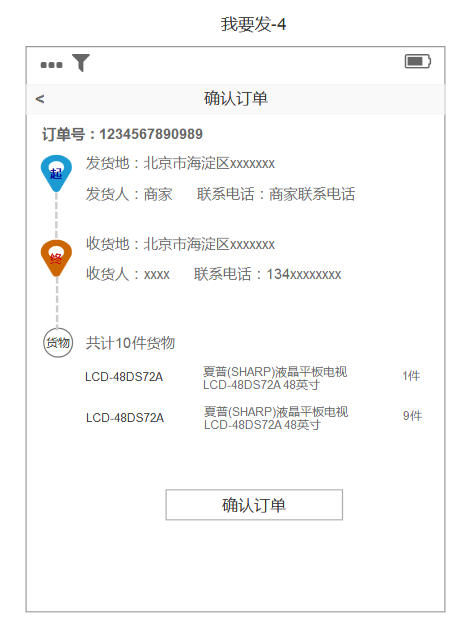 我要发-4
<
确认订单
订单号：1234567890989
起
发货地：北京市海淀区xxxxxxx
发货人：商家 联系电话：商家联系电话
收货地：北京市海淀区xxxxxxx
终
收货人：xxxx 联系电话：134xxxxxxxx
货物
共计10件货物
LCD-48DS72A
夏普(SHARP)液晶平板电视
LCD-48DS72A 48英寸
1件
LCD-48DS72A
夏普(SHARP)液晶平板电视
LCD-48DS72A 48英寸
9件
确认订单